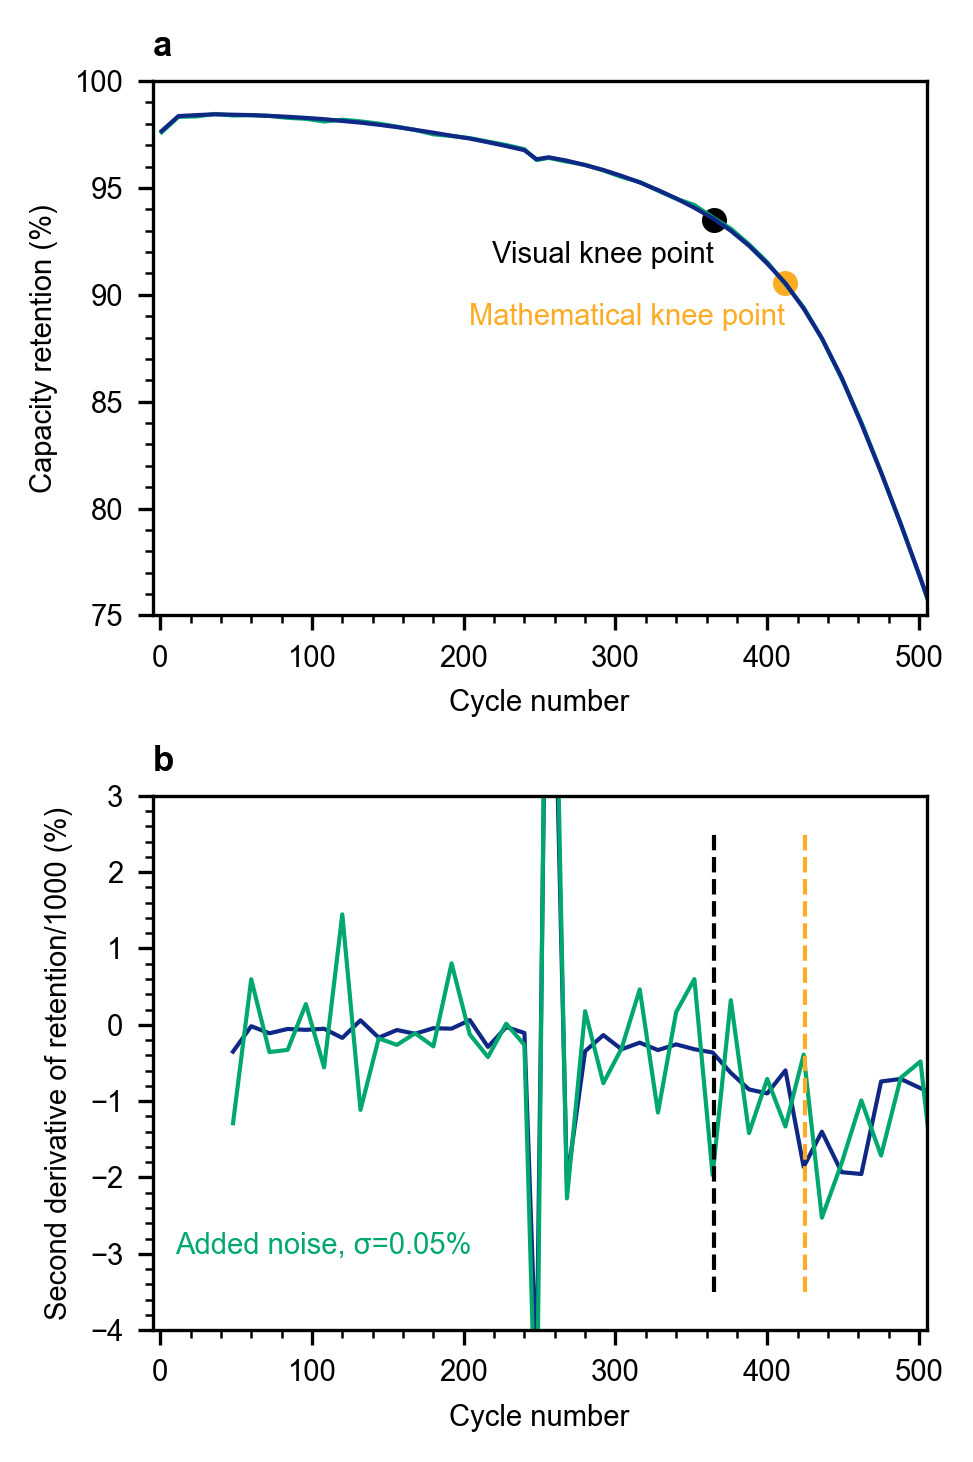 a
100
95
90
85
80
75
Capacity retention (%)
Visual knee point
Mathematical knee point
0 100 200 300 400 500
Cycle number
b
3
2
1
0
−1
−2
−3
−4
Second derivative of retention/1000 (%)
Added noise, σ=0.05%
0 100 200 300 400 500
Cycle number